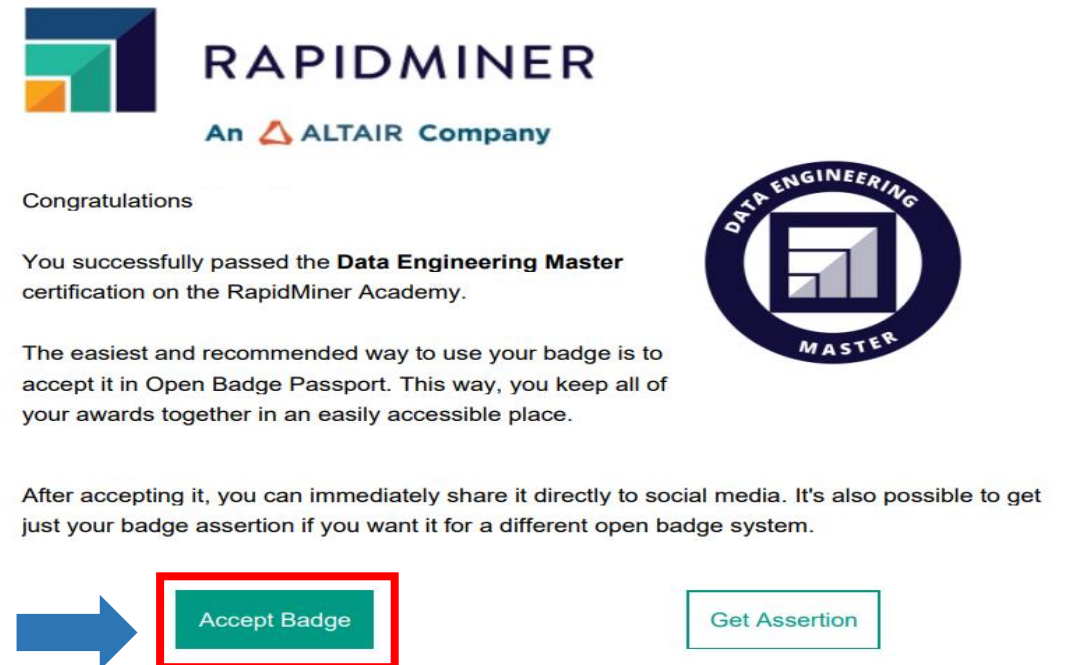 RAPIDMINER
An ALTAIR Company
Congratulations
DATA ENGINEERING
MASTER
You successfully passed the Data Engineering Master
certification on the RapidMiner Academy.
The easiest and recommended way to use your badge is to
accept it in Open Badge Passport. This way, you keep all of
your awards together in an easily accessible place.
After accepting it, you can immediately share it directly to social media. It's also possible to get
just your badge assertion if you want it for a different open badge system.
Accept Badge
Get Assertion